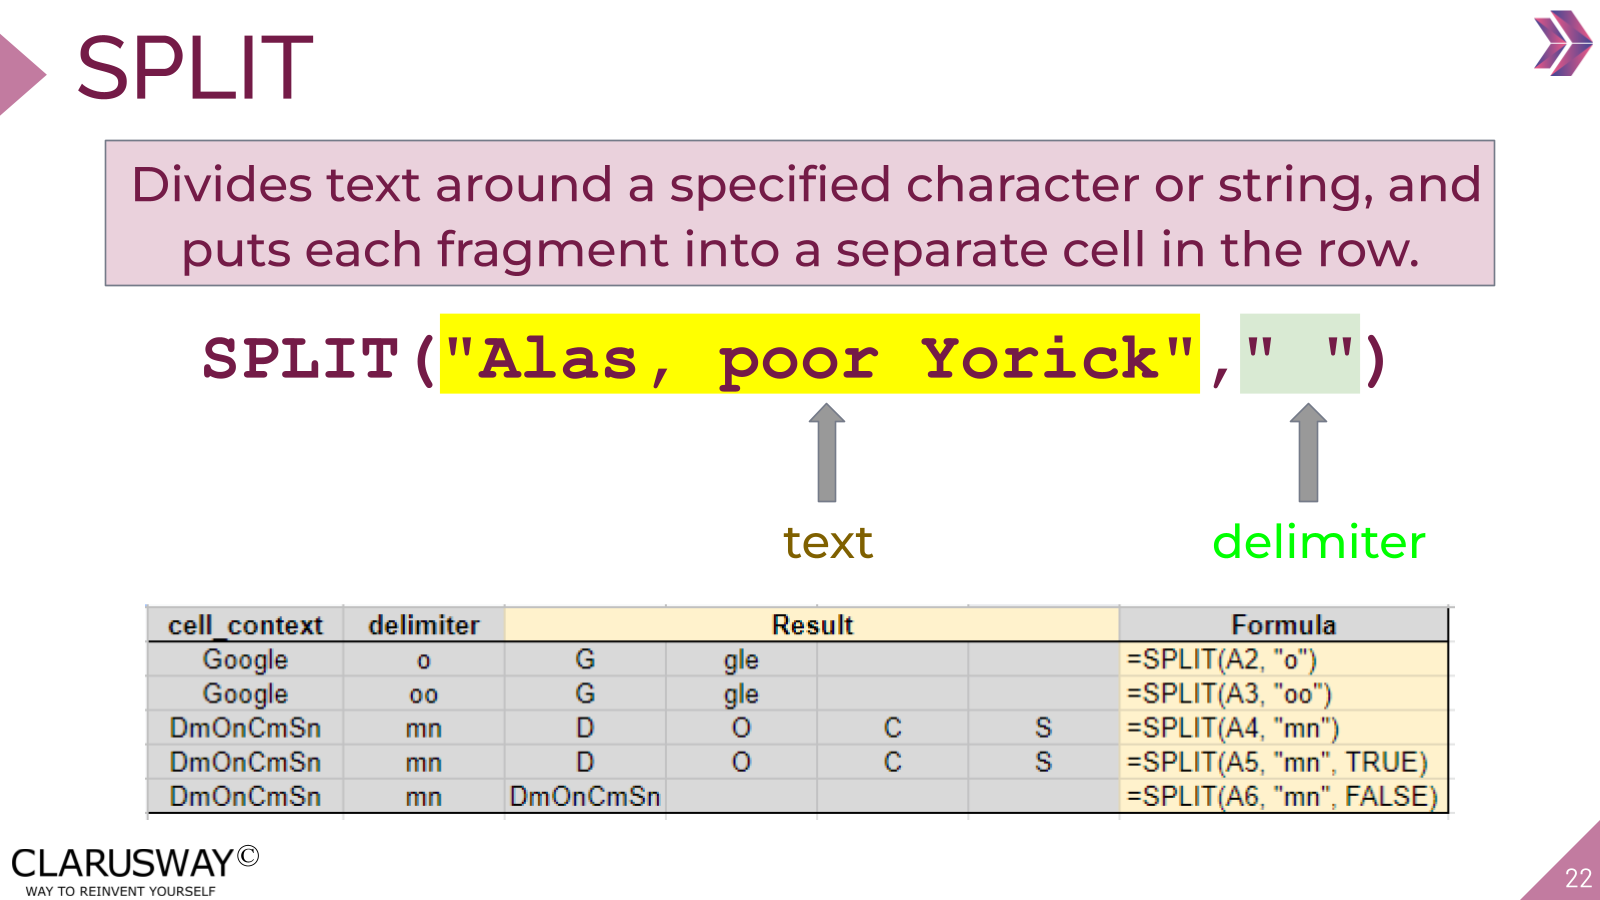 SPLIT
Divides text around a specified character or string, and
puts each fragment into a separate cell in the row.
SPLIT("Alas, poor Yorick"," ")
text delimiter
cell_context delimiter Result Formula
Google o G gle =SPLIT(A2, "o")
Google oo G gle =SPLIT(A3, "oo")
DmOnCmSn mn D O C S =SPLIT(A4, "mn")
DmOnCmSn mn D O C S =SPLIT(A5, "mn", TRUE)
DmOnCmSn mn DmOnCmSn =SPLIT(A6, "mn", FALSE)
CLARUSWAY©
WAY TO REINVENT YOURSELF
22